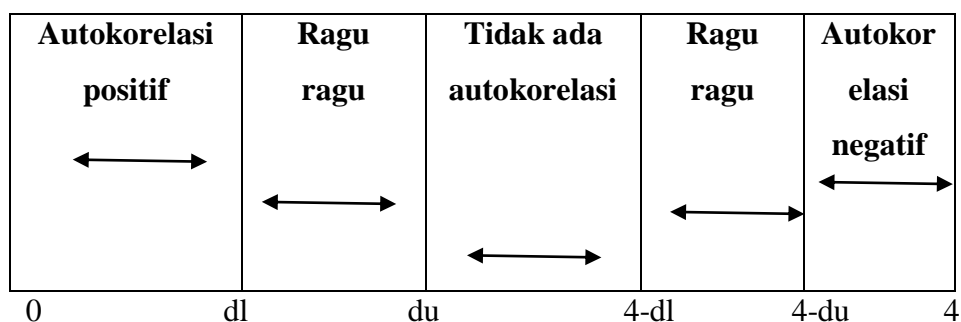 Autokorelasi positif
Ragu ragu
Tidak ada autokorelasi
Ragu ragu
Autokor elasi negatif
0 dl du 4-dl 4-du 4